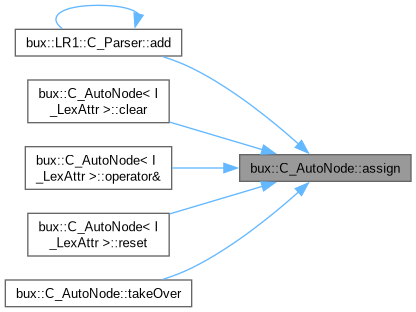 bux::LR1::C_Parser::add
bux::C_AutoNode< I
_LexAttr >::clear
bux::C_AutoNode< I
_LexAttr >::operator&
bux::C_AutoNode::assign
bux::C_AutoNode< I
_LexAttr >::reset
bux::C_AutoNode::takeOver